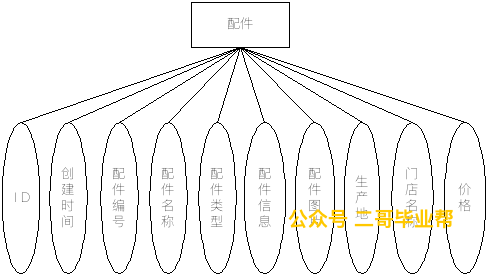 配件
ID
创建时间
配件编号
配件名称
配件类型
配件信息
配件图片
生产地
门店名称
价格
公众号 二哥毕业帮